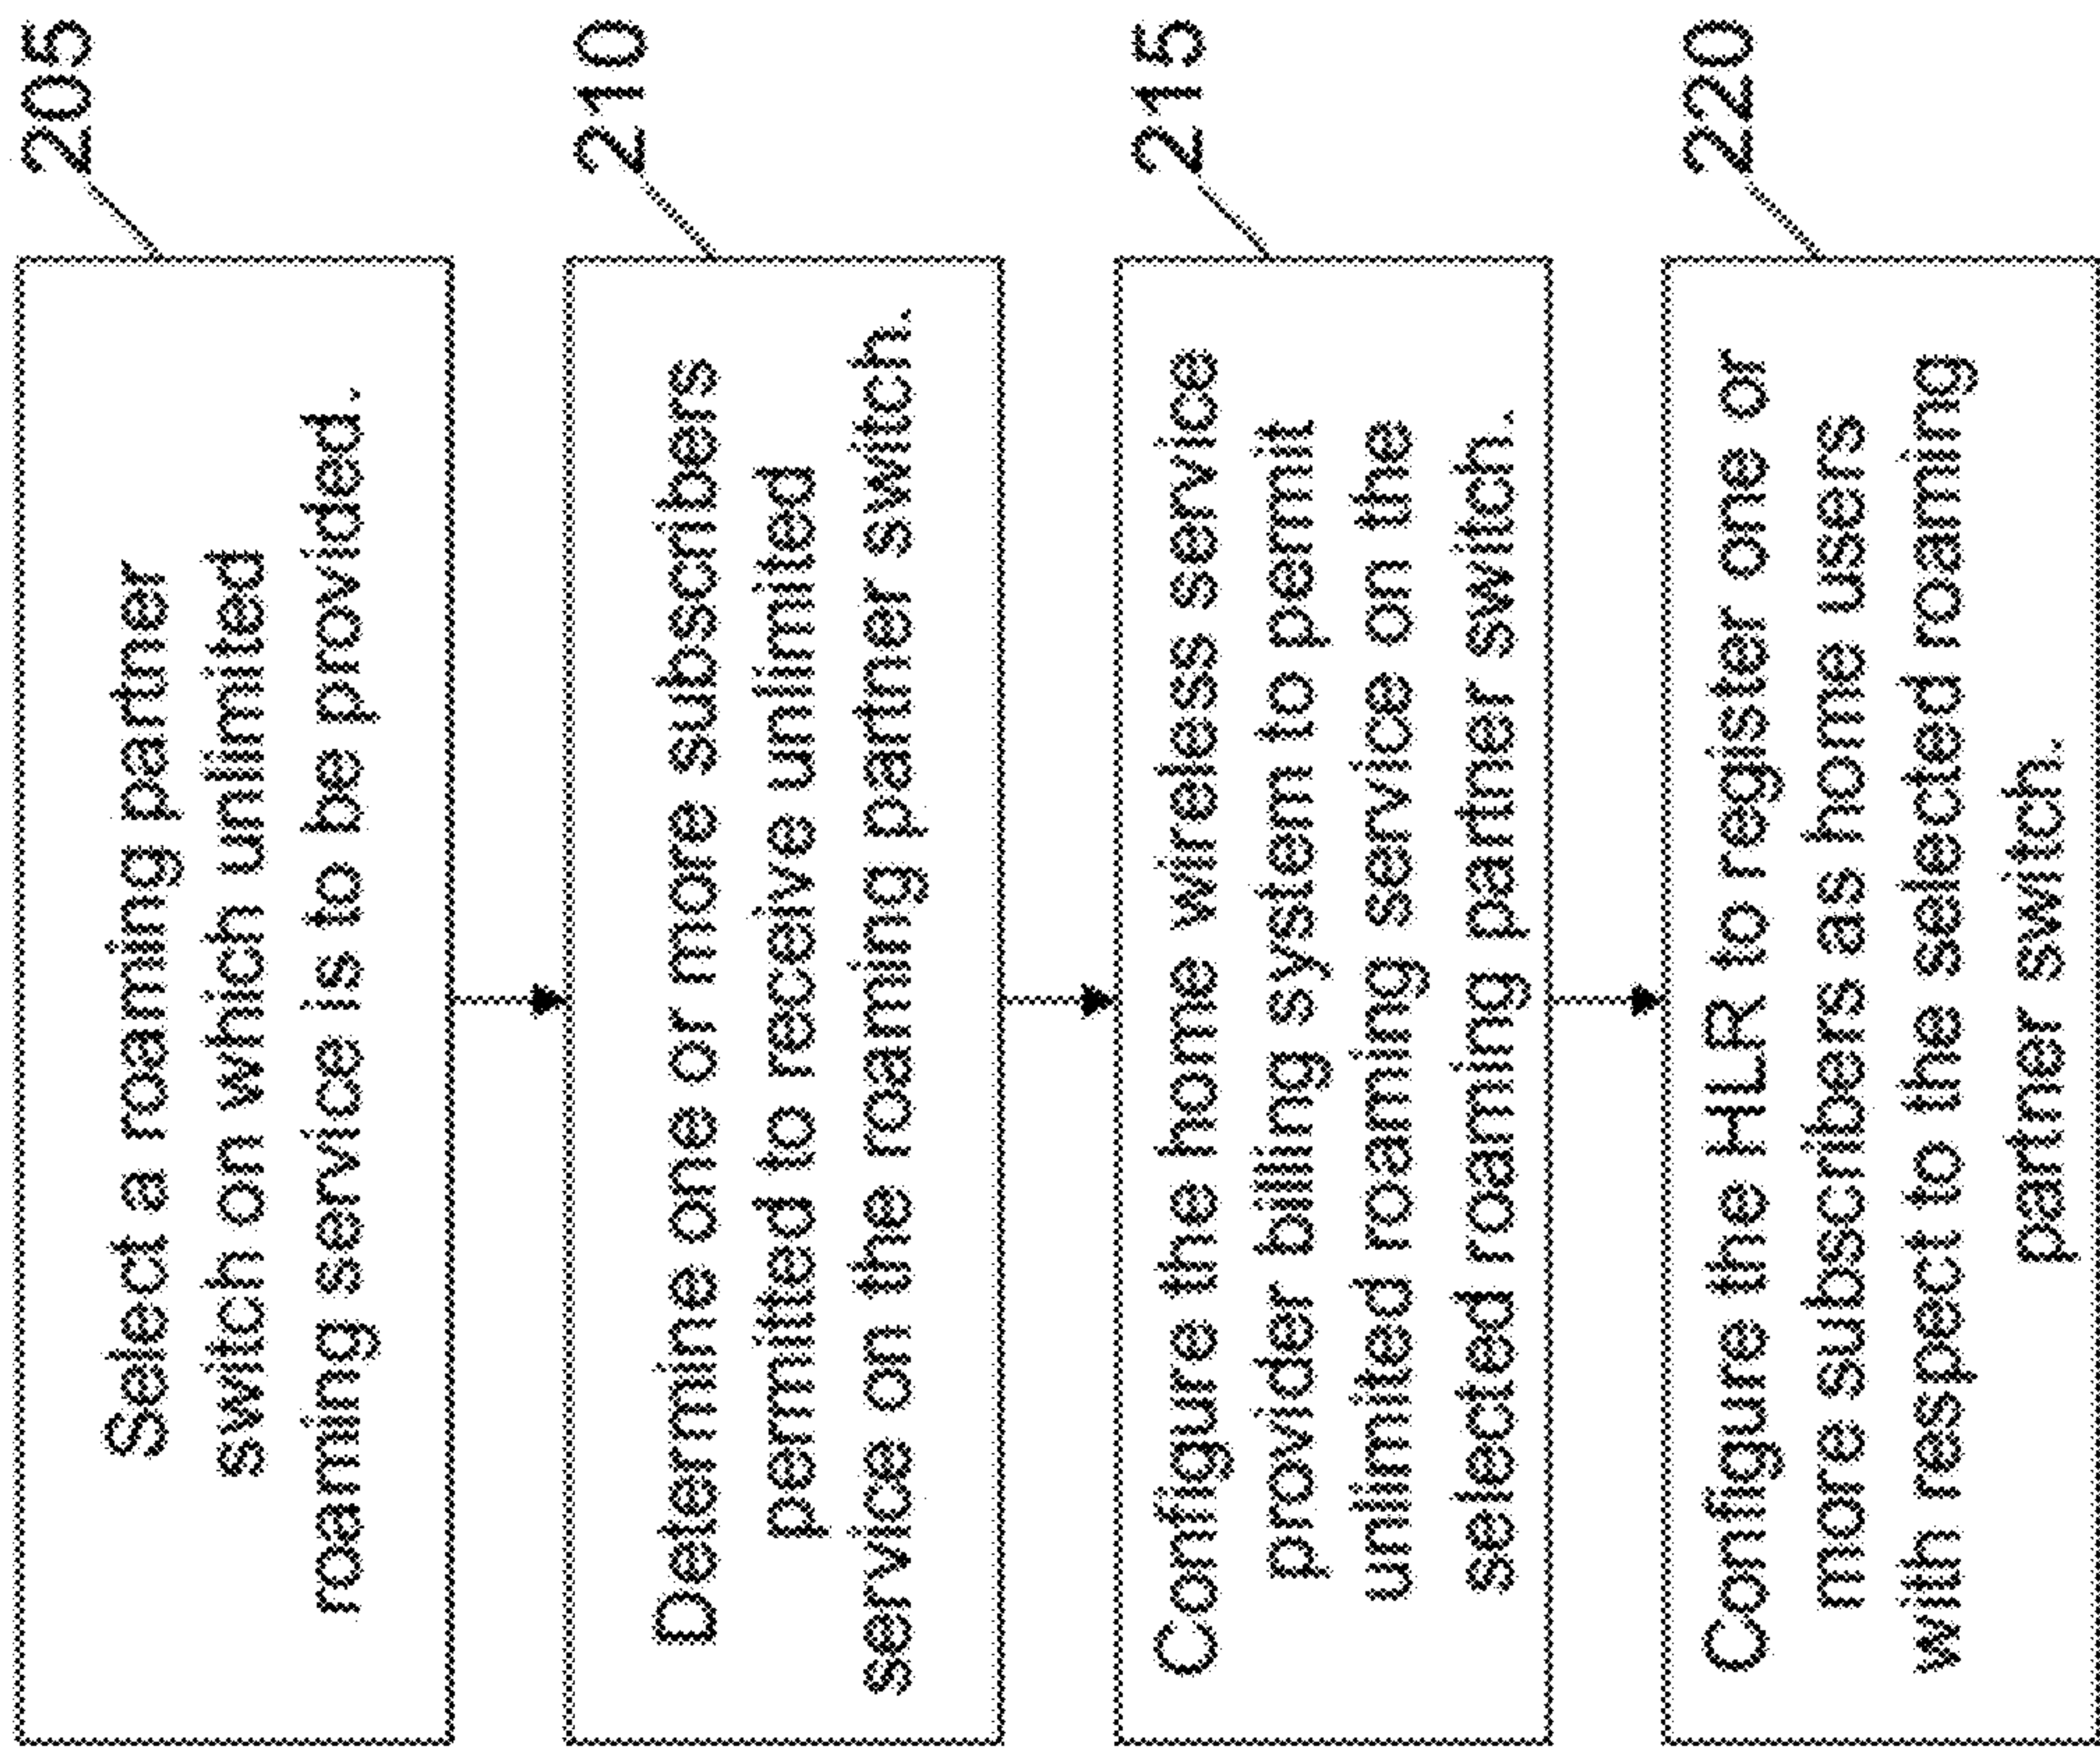 205
Select a roaming partner
switch on which unlimited
roaming service is to be provided.
210
Determine one or more subscribers
permitted to receive unlimited
service on the roaming partner switch.
215
Configure the home wireless service
provider billing system to permit
unlimited roaming service on the
selected roaming partner switch.
220
Configure the HLR to register one or
more subscribers as home users
with respect to the selected roaming
partner switch.